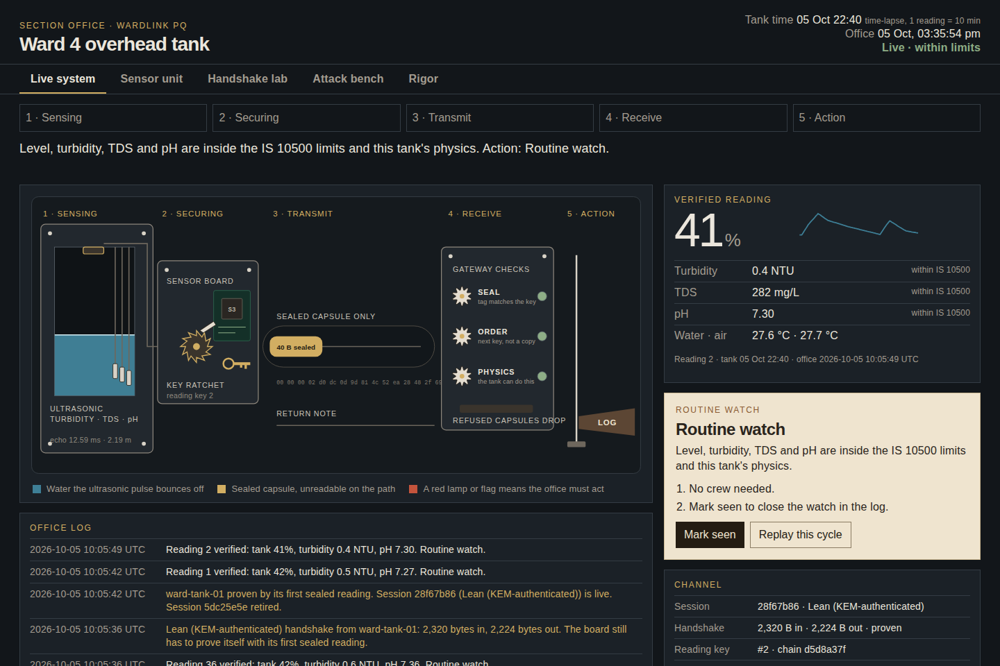 SECTION OFFICE · WARDLINK PQ
Ward 4 overhead tank
Tank time 05 Oct 22:40 time-lapse, 1 reading = 10 min
Office 05 Oct, 03:35:54 pm
Live · within limits
Live system
Sensor unit
Handshake lab
Attack bench
Rigor
1 · Sensing
2 · Securing
3 · Transmit
4 · Receive
5 · Action
Level, turbidity, TDS and pH are inside the IS 10500 limits and this tank's physics. Action: Routine watch.
1 · SENSING
2 · SECURING
3 · TRANSMIT
4 · RECEIVE
5 · ACTION
SENSOR BOARD
S3
KEY RATCHET
reading key 2
ULTRASONIC
TURBIDITY · TDS · pH
echo 12.59 ms · 2.19 m
SEALED CAPSULE ONLY
40 B sealed
00 00 00 02 d0 dc 0d 9d 81 4c 52 ea 28 48 2f 69
RETURN NOTE
GATEWAY CHECKS
SEAL
tag matches the key
ORDER
next key, not a copy
PHYSICS
the tank can do this
REFUSED CAPSULES DROP
LOG
Water the ultrasonic pulse bounces off
Sealed capsule, unreadable on the path
A red lamp or flag means the office must act
OFFICE LOG
2026-10-05 10:05:49 UTC Reading 2 verified: tank 41%, turbidity 0.4 NTU, pH 7.30. Routine watch.
2026-10-05 10:05:42 UTC Reading 1 verified: tank 42%, turbidity 0.5 NTU, pH 7.27. Routine watch.
2026-10-05 10:05:42 UTC ward-tank-01 proven by its first sealed reading. Session 28f67b86 (Lean (KEM-authenticated)) is live.
Session 5dc25e5e retired.
2026-10-05 10:05:36 UTC Lean (KEM-authenticated) handshake from ward-tank-01: 2,320 bytes in, 2,224 bytes out. The board still
has to prove itself with its first sealed reading.
2026-10-05 10:05:36 UTC Reading 36 verified: tank 42%, turbidity 0.6 NTU, pH 7.36. Routine watch.
VERIFIED READING
41%
Turbidity 0.4 NTU within IS 10500
TDS 282 mg/L within IS 10500
pH 7.30 within IS 10500
Water · air 27.6 °C · 27.7 °C
Reading 2 · tank 05 Oct 22:40 · office 2026-10-05 10:05:49 UTC
ROUTINE WATCH
Routine watch
Level, turbidity, TDS and pH are inside the IS 10500 limits
and this tank's physics.
1. No crew needed.
2. Mark seen to close the watch in the log.
Mark seen
Replay this cycle
CHANNEL
Session 28f67b86 · Lean (KEM-authenticated)
Handshake 2,320 B in · 2,224 B out · proven
Reading key #2 · chain d5d8a37f